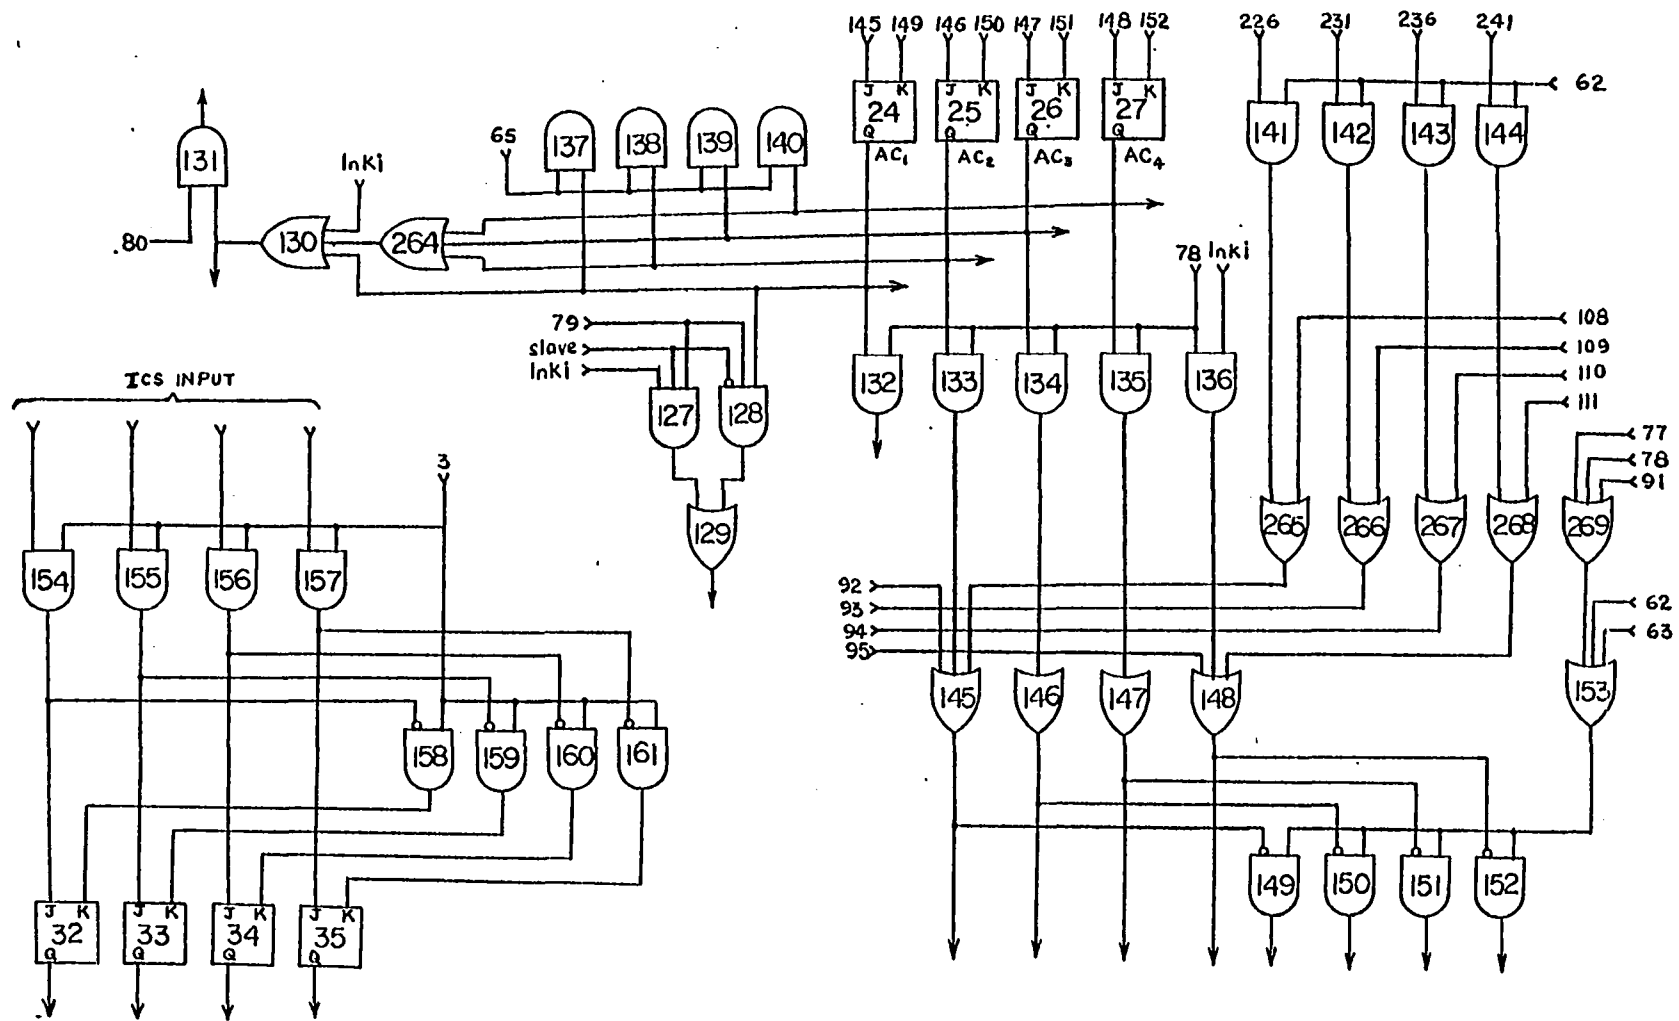 145 149 146 150 147 151 148 152 226 231 236 241
62
J K J K J K J K
24 25 26 27
Q Q Q Q
AC1 AC2 AC3 AC4
141 142 143 144
65
137 138 139 140
131
lnki
80
130 264
78 lnki
79
slave
lnki
127 128
129
132 133 134 135 136
108
109
110
111
77
78
91
265 266 267 268 269
ICS INPUT
3
154 155 156 157
92
93
94
95
62
63
145 146 147 148 153
158 159 160 161
149 150 151 152
J K J K J K J K
32 33 34 35
Q Q Q Q